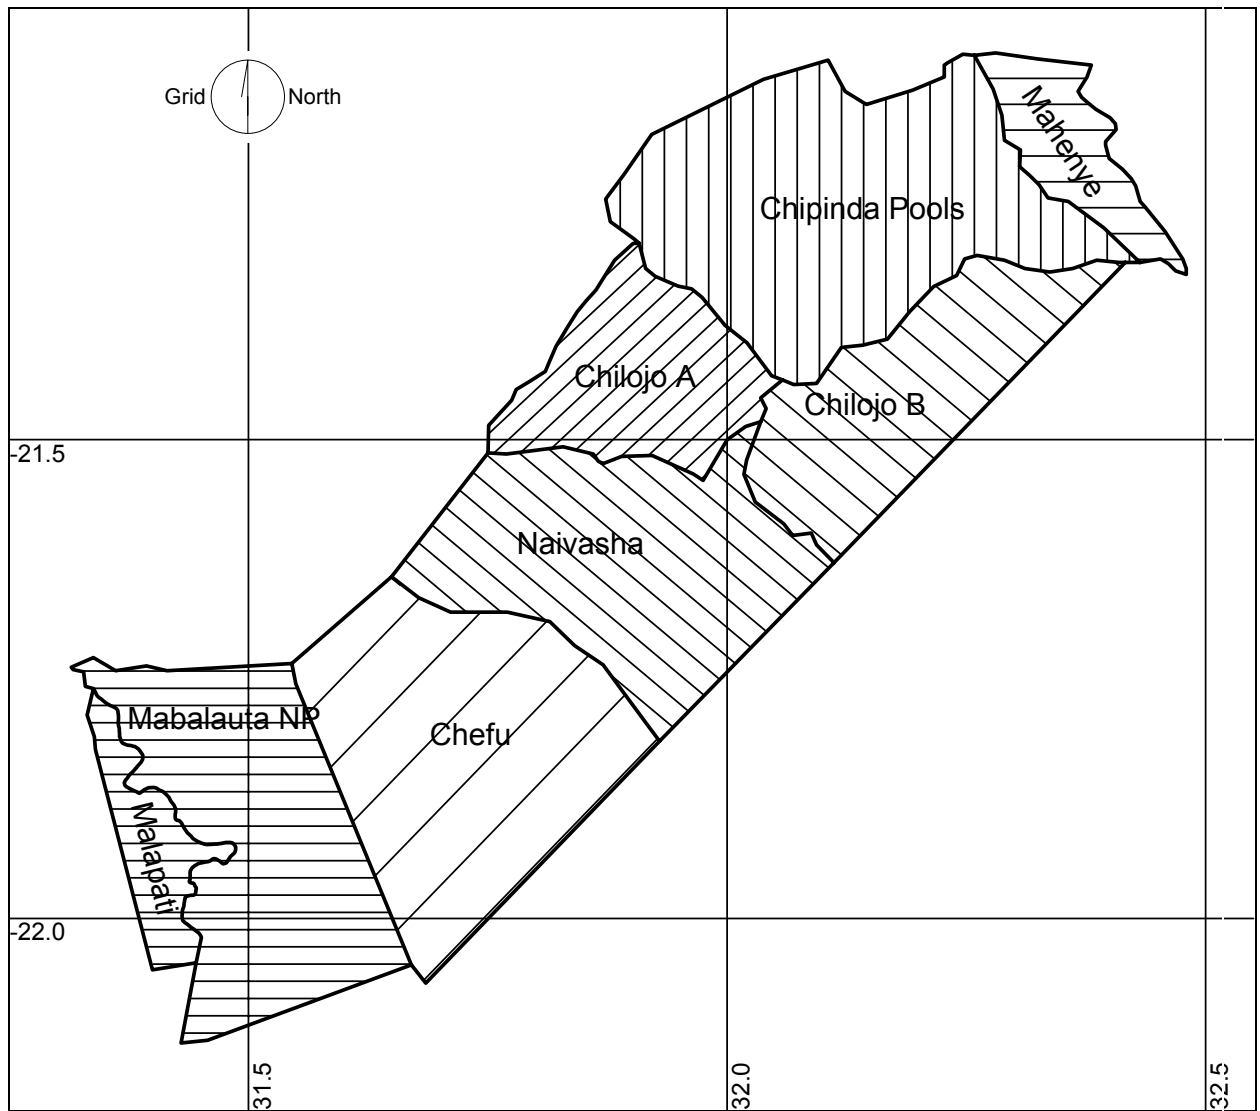 Grid North
Mahenye
Chipinda Pools
Chilojo A
Chilojo B
-21.5
Naivasha
Mabalauta NP
Chefu
Malapati
-22.0
31.5
32.0
32.5